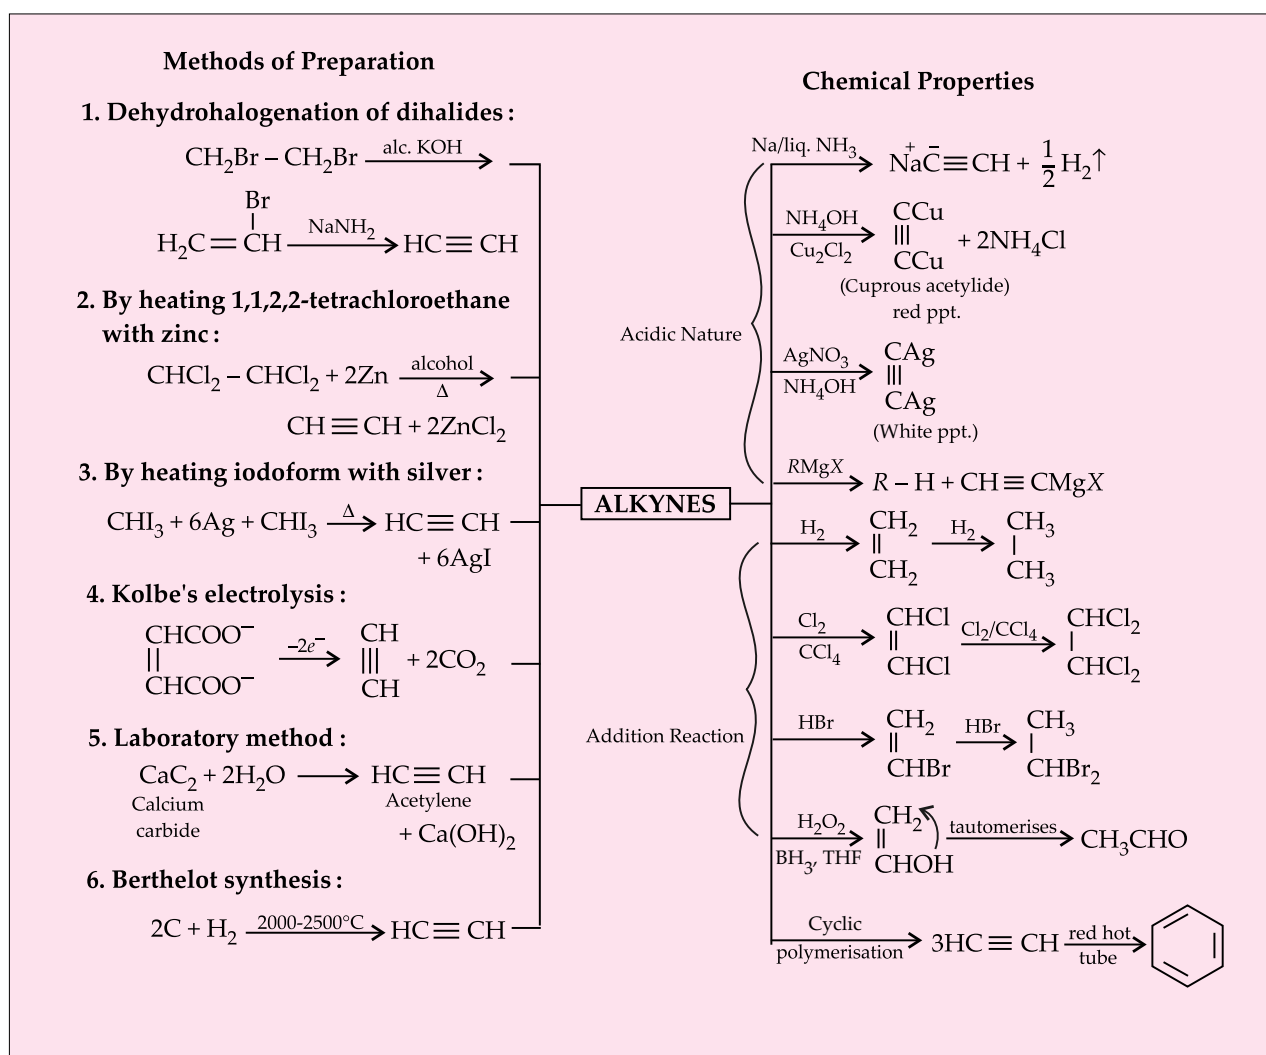 Methods of Preparation
1. Dehydrohalogenation of dihalides :
CH₂Br – CH₂Br alc. KOH →
Br
H₂C = CH NaNH₂ → HC ≡ CH
2. By heating 1,1,2,2-tetrachloroethane
with zinc :
CHCl₂ – CHCl₂ + 2Zn alcohol → Δ
CH ≡ CH + 2ZnCl₂
3. By heating iodoform with silver :
CHI₃ + 6Ag + CHI₃ Δ → HC ≡ CH
+ 6AgI
4. Kolbe's electrolysis :
CHCOO⁻ CH
|| –2e⁻ → ||| + 2CO₂
CHCOO⁻ CH
5. Laboratory method :
CaC₂ + 2H₂O → HC ≡ CH
Calcium Acetylene
carbide + Ca(OH)₂
6. Berthelot synthesis :
2C + H₂ 2000-2500°C → HC ≡ CH
ALKYNES
Chemical Properties
Acidic Nature
Na/liq. NH₃ → Na⁺C⁻ ≡ CH + 1/2 H₂↑
NH₄OH CCu
→ ||| + 2NH₄Cl
Cu₂Cl₂ CCu
(Cuprous acetylide)
red ppt.
AgNO₃ CAg
→ |||
NH₄OH CAg
(White ppt.)
RMgX → R – H + CH ≡ CMgX
Addition Reaction
H₂ → CH₂ H₂ → CH₃
|| |
CH₂ CH₃
Cl₂ → CHCl Cl₂/CCl₄ → CHCl₂
CCl₄ || |
CHCl CHCl₂
HBr → CH₂ HBr → CH₃
|| |
CHBr CHBr₂
H₂O₂ → CH₂ tautomerises → CH₃CHO
BH₃, THF || CHOH
Cyclic → 3HC ≡ CH red hot →
polymerisation tube